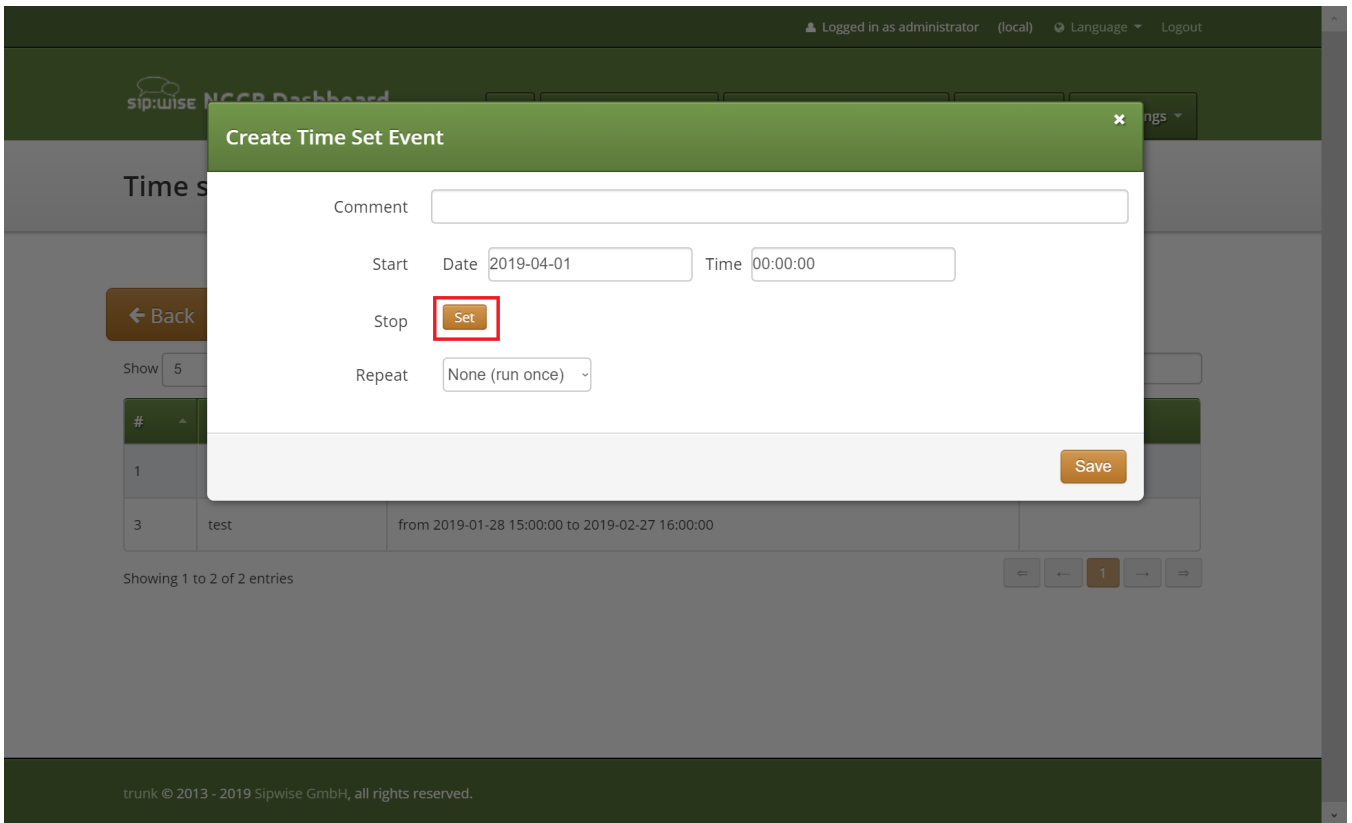 Logged in as administrator (local) Language Logout
sip:wise NGCP Dashboard
ngs
Create Time Set Event
Time s
Comment
Start Date 2019-04-01 Time 00:00:00
Back
Stop Set
Show 5
Repeat None (run once)
#
1
Save
3 test from 2019-01-28 15:00:00 to 2019-02-27 16:00:00
Showing 1 to 2 of 2 entries
⇐ ← 1 → ⇒
trunk © 2013 - 2019 Sipwise GmbH, all rights reserved.